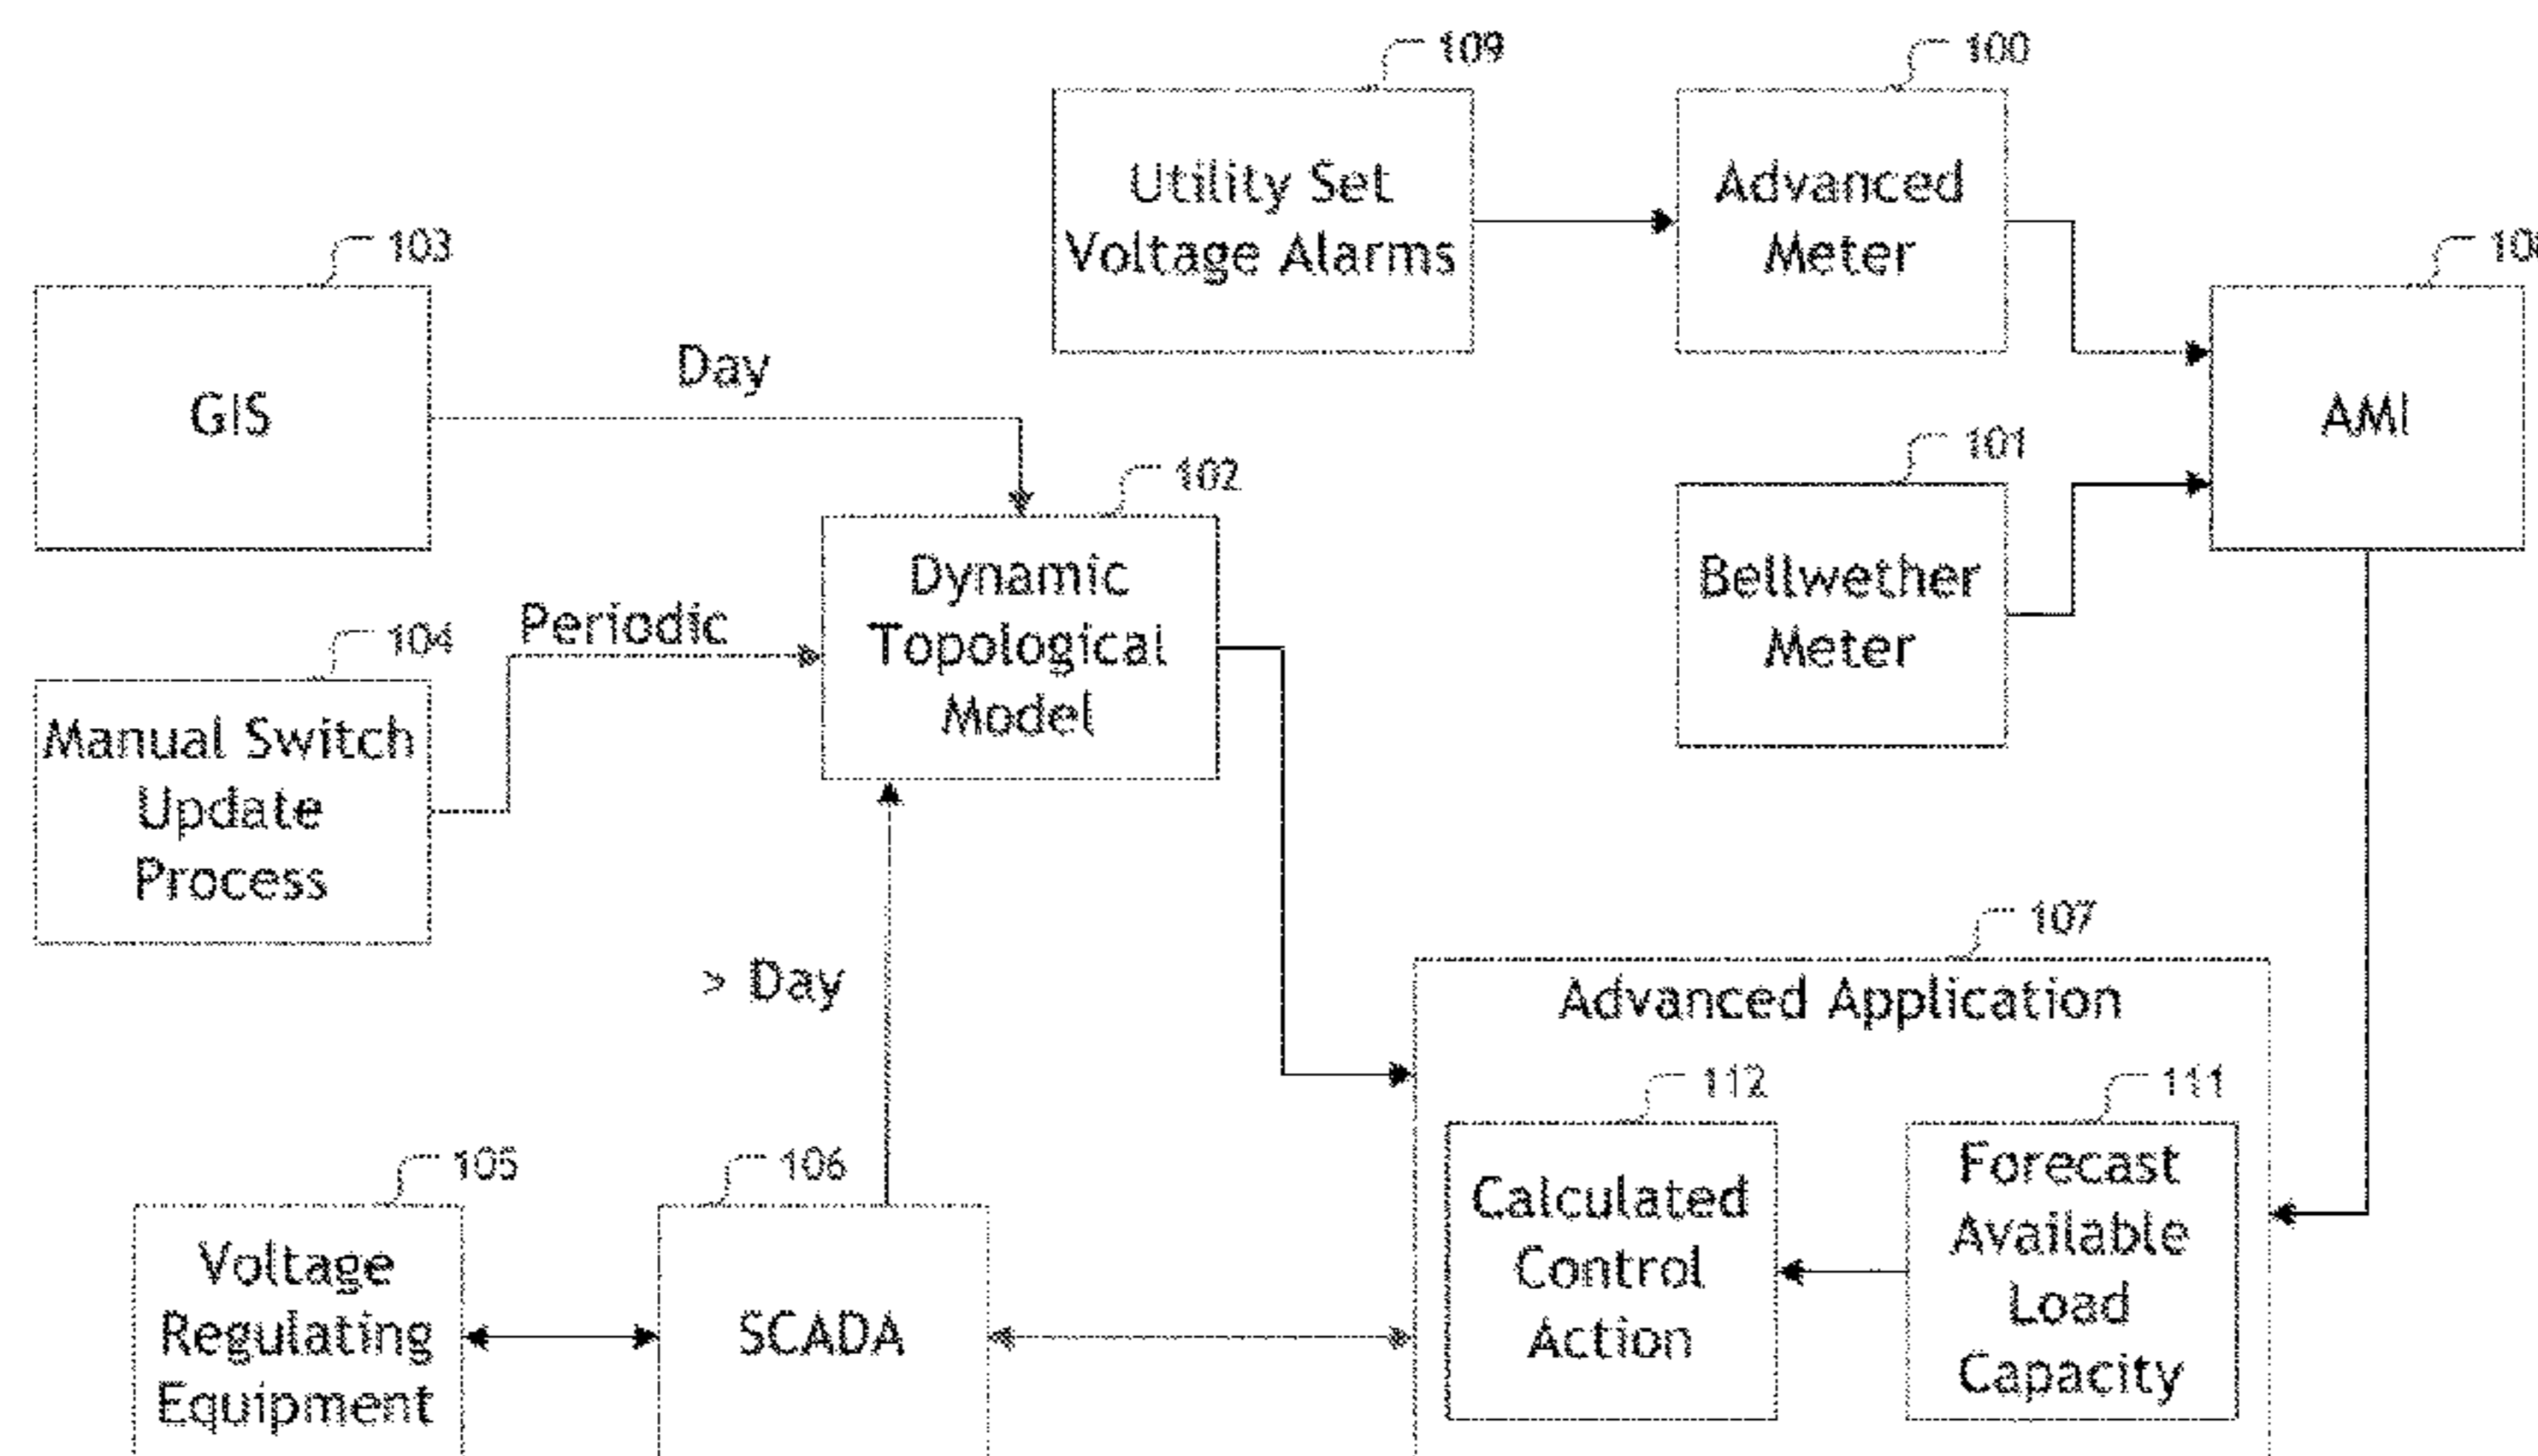 109
100
Utility Set
Voltage Alarms
Advanced
Meter
103
GIS
Day
AMI
101
Bellwether
Meter
102
Dynamic
Topological
Model
104
Periodic
Manual Switch
Update
Process
> Day
107
Advanced Application
112
Calculated
Control
Action
111
Forecast
Available
Load
Capacity
105
Voltage
Regulating
Equipment
106
SCADA